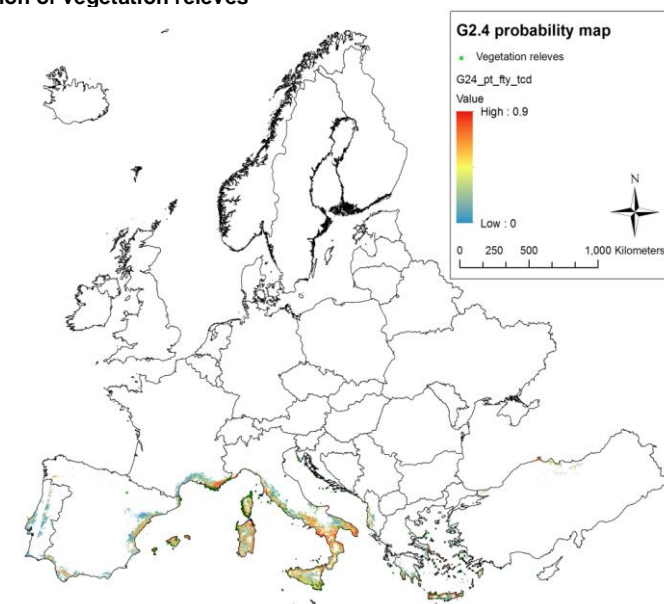 ion of vegetation releves
G2.4 probability map
Vegetation releves
G24_pt_fty_tcd
Value
High : 0.9
Low : 0
N
0 250 500 1,000 Kilometers